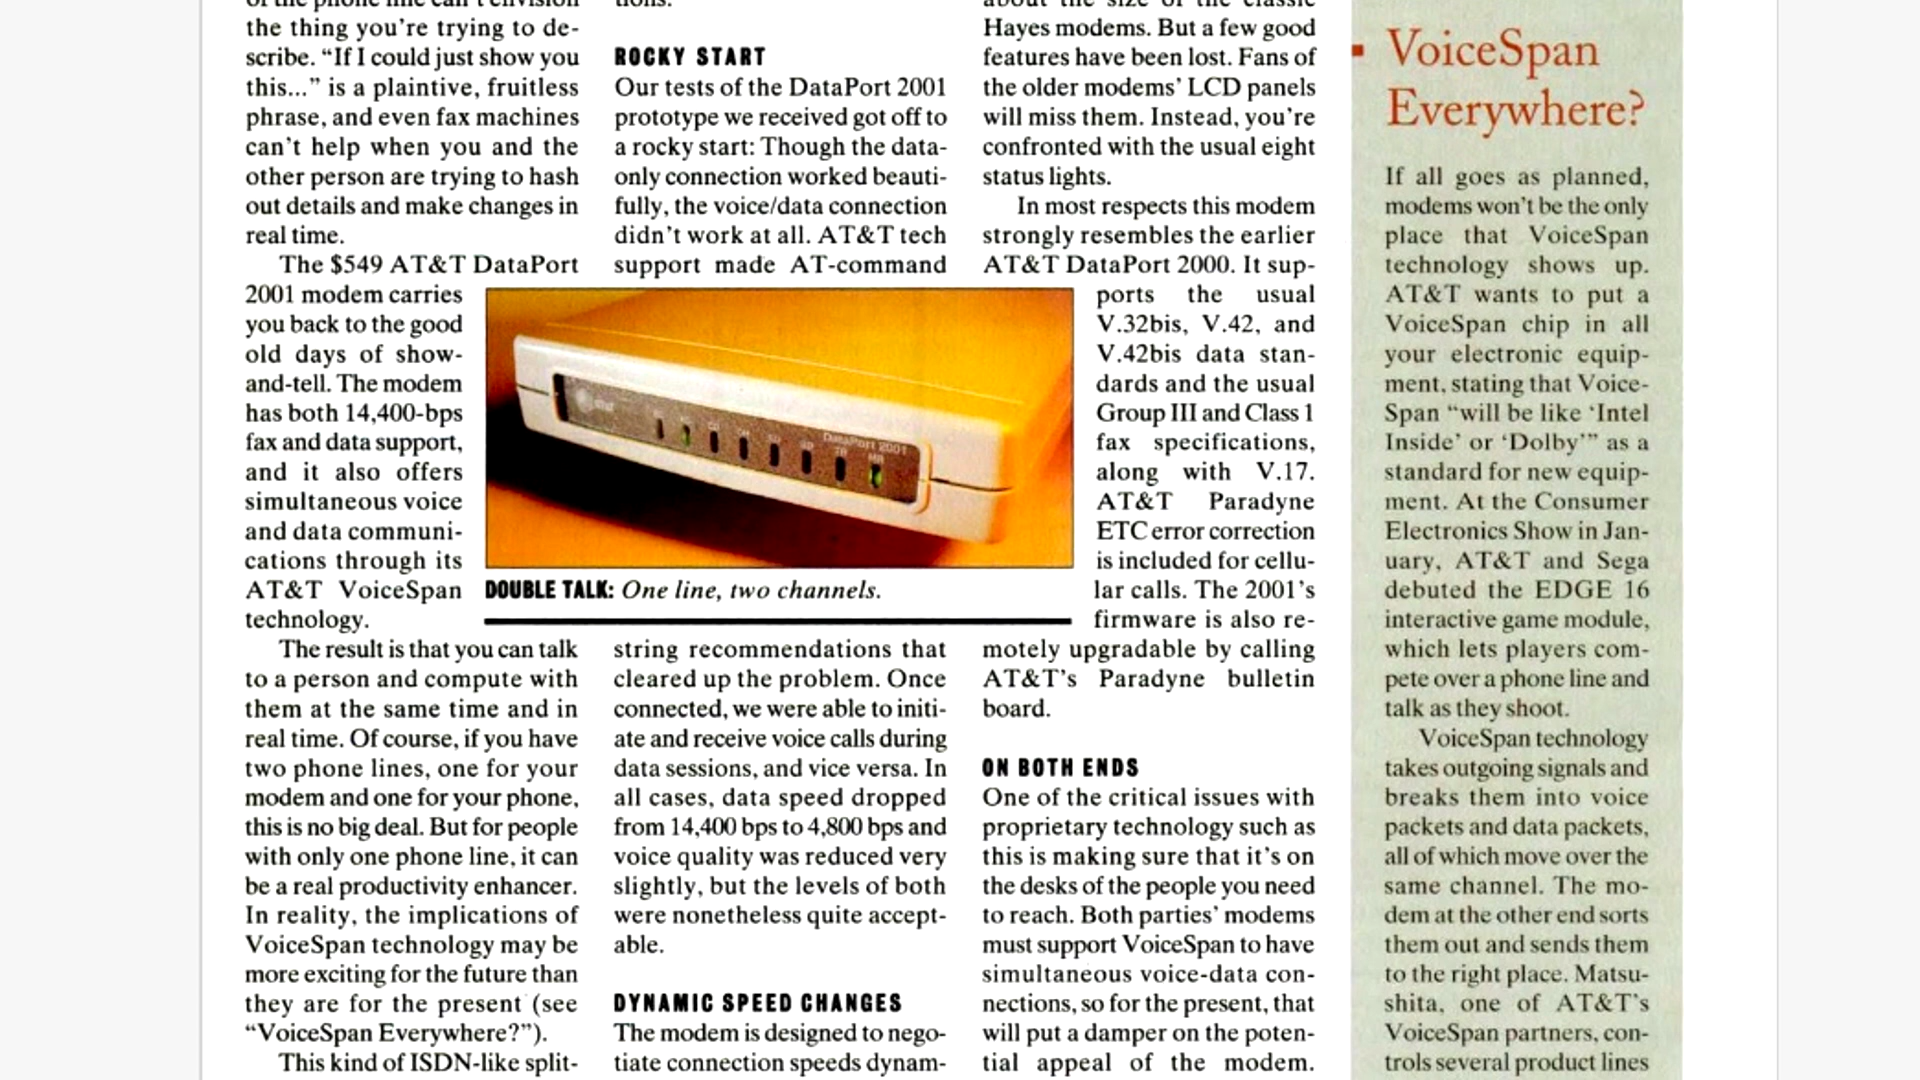 the thing you're trying to de-
scribe. “If I could just show you
this...” is a plaintive, fruitless
phrase, and even fax machines
can't help when you and the
other person are trying to hash
out details and make changes in
real time.
The $549 AT&T DataPort
2001 modem carries
you back to the good
old days of show-
and-tell. The modem
has both 14,400-bps
fax and data support,
and it also offers
simultaneous voice
and data communi-
cations through its
AT&T VoiceSpan
technology.
The result is that you can talk
to a person and compute with
them at the same time and in
real time. Of course, if you have
two phone lines, one for your
modem and one for your phone,
this is no big deal. But for people
with only one phone line, it can
be a real productivity enhancer.
In reality, the implications of
VoiceSpan technology may be
more exciting for the future than
they are for the present (see
“VoiceSpan Everywhere?”).
This kind of ISDN-like split-
tions.
ROCKY START
Our tests of the DataPort 2001
prototype we received got off to
a rocky start: Though the data-
only connection worked beauti-
fully, the voice/data connection
didn't work at all. AT&T tech
support made AT-command
DataPort 2001
DOUBLE TALK: One line, two channels.
string recommendations that
cleared up the problem. Once
connected, we were able to initi-
ate and receive voice calls during
data sessions, and vice versa. In
all cases, data speed dropped
from 14,400 bps to 4,800 bps and
voice quality was reduced very
slightly, but the levels of both
were nonetheless quite accept-
able.
DYNAMIC SPEED CHANGES
The modem is designed to nego-
tiate connection speeds dynam-
about the size of the classic
Hayes modems. But a few good
features have been lost. Fans of
the older modems' LCD panels
will miss them. Instead, you're
confronted with the usual eight
status lights.
In most respects this modem
strongly resembles the earlier
AT&T DataPort 2000. It sup-
ports the usual
V.32bis, V.42, and
V.42bis data stan-
dards and the usual
Group III and Class 1
fax specifications,
along with V.17.
AT&T Paradyne
ETC error correction
is included for cellu-
lar calls. The 2001's
firmware is also re-
motely upgradable by calling
AT&T's Paradyne bulletin
board.
ON BOTH ENDS
One of the critical issues with
proprietary technology such as
this is making sure that it's on
the desks of the people you need
to reach. Both parties' modems
must support VoiceSpan to have
simultaneous voice-data con-
nections, so for the present, that
will put a damper on the poten-
tial appeal of the modem.
VoiceSpan
Everywhere?
If all goes as planned,
modems won't be the only
place that VoiceSpan
technology shows up.
AT&T wants to put a
VoiceSpan chip in all
your electronic equip-
ment, stating that Voice-
Span “will be like ‘Intel
Inside’ or ‘Dolby’” as a
standard for new equip-
ment. At the Consumer
Electronics Show in Jan-
uary, AT&T and Sega
debuted the EDGE 16
interactive game module,
which lets players com-
pete over a phone line and
talk as they shoot.
VoiceSpan technology
takes outgoing signals and
breaks them into voice
packets and data packets,
all of which move over the
same channel. The mo-
dem at the other end sorts
them out and sends them
to the right place. Matsu-
shita, one of AT&T's
VoiceSpan partners, con-
trols several product lines